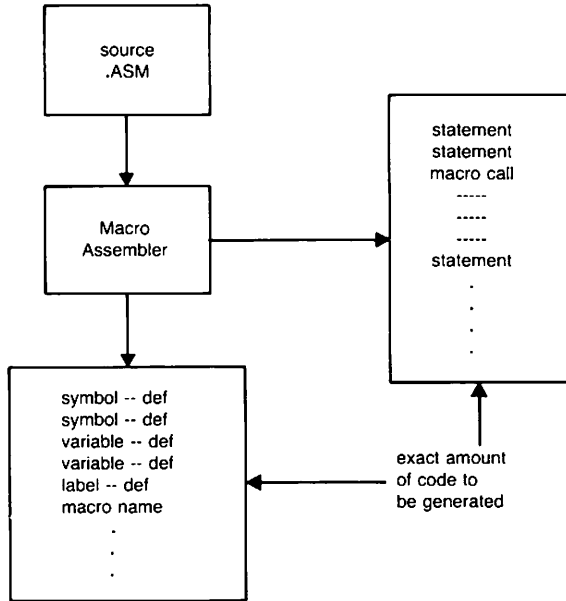 source
.ASM
Macro
Assembler
statement
statement
macro call
-----
-----
-----
statement
.
.
.
.
symbol -- def
symbol -- def
variable -- def
variable -- def
label -- def
macro name
.
.
.
exact amount
of code to
be generated